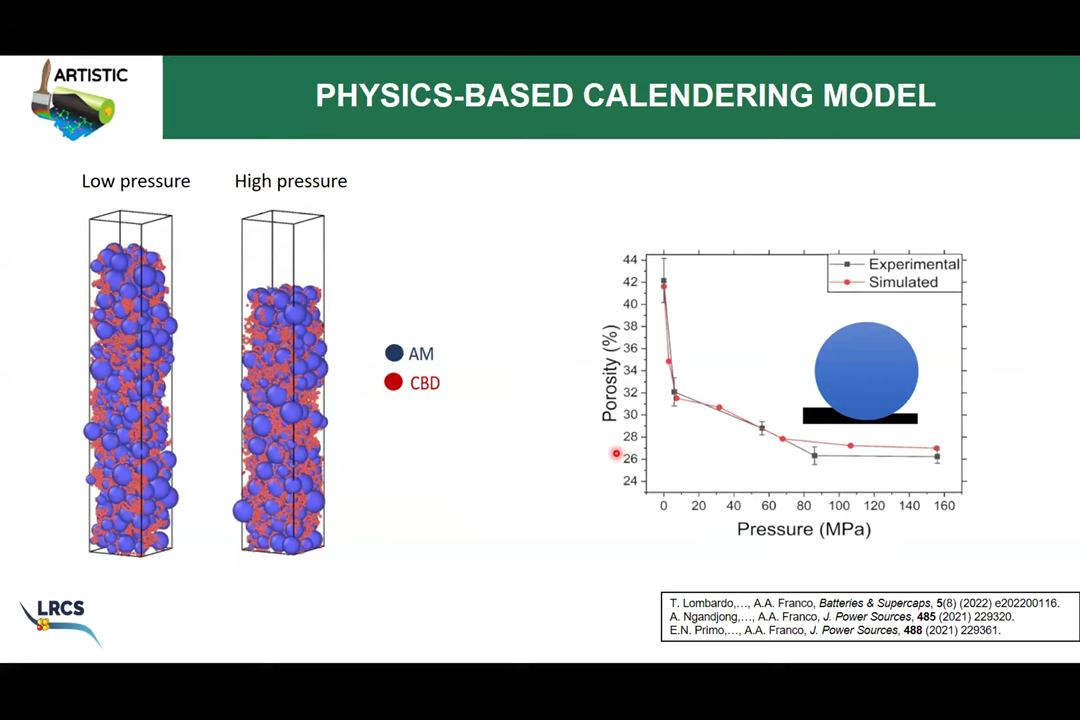 ARTISTIC
PHYSICS-BASED CALENDERING MODEL
Low pressure
High pressure
AM
CBD
Experimental
Simulated
Porosity (%)
44
42
40
38
36
34
32
30
28
26
24
0 20 40 60 80 100 120 140 160
Pressure (MPa)
LRCS
T. Lombardo,…, A.A. Franco, Batteries & Supercaps, 5(8) (2022) e202200116.
A. Ngandjong,…, A.A. Franco, J. Power Sources, 485 (2021) 229320.
E.N. Primo,…, A.A. Franco, J. Power Sources, 488 (2021) 229361.